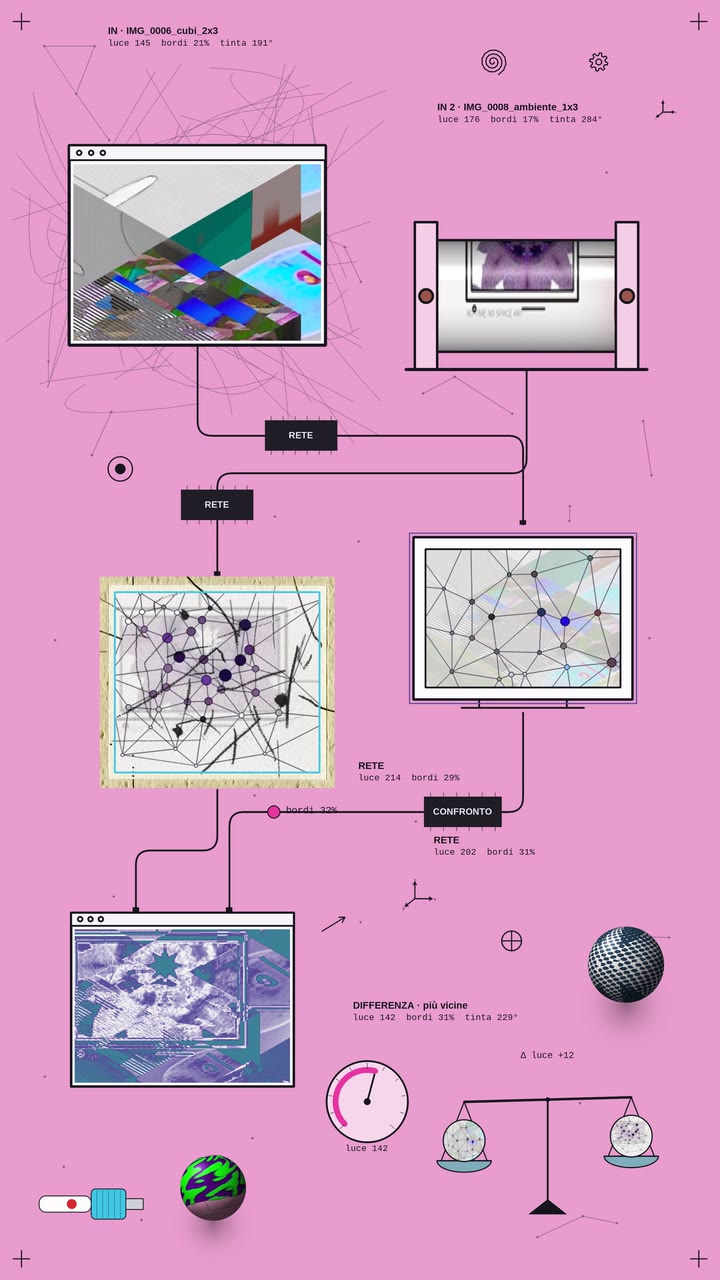 IN · IMG_0006_cubi_2x3
luce 145  bordi 21%  tinta 191°
IN 2 · IMG_0008_ambiente_1x3
luce 176  bordi 17%  tinta 284°
RETE
RETE
RETE
luce 214  bordi 29%
bordi 32%
CONFRONTO
RETE
luce 202  bordi 31%
DIFFERENZA · più vicine
luce 142  bordi 31%  tinta 229°
Δ luce +12
luce 142